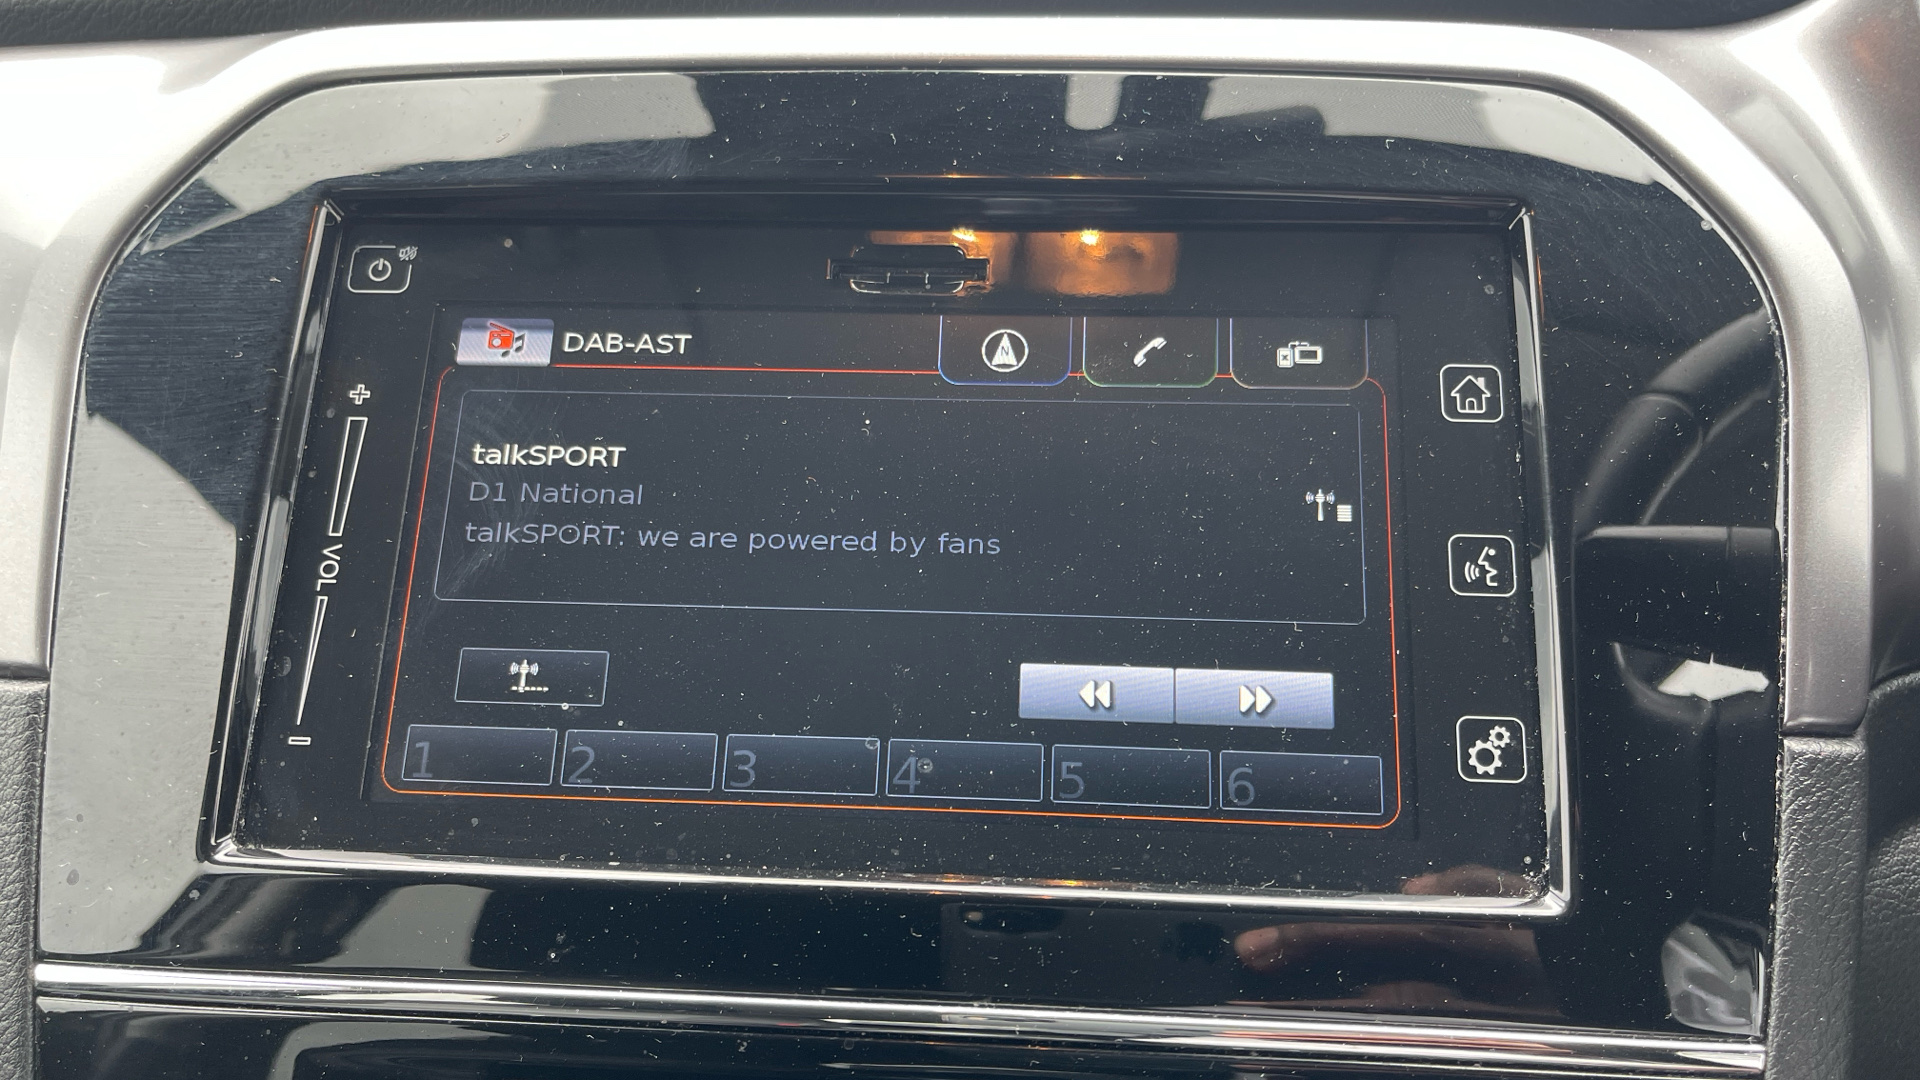 DAB-AST
N
talkSPORT
D1 National
talkSPORT: we are powered by fans
+
VOL
−
1
2
3
4
5
6